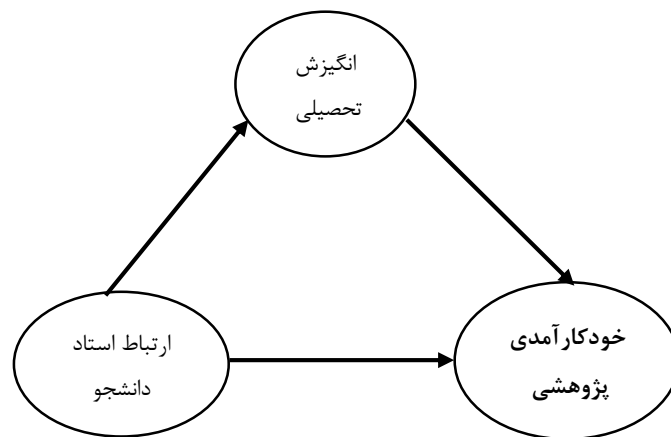 انگیزش
تحصیلی
ارتباط استاد
دانشجو
خودکارآمدی
پژوهشی